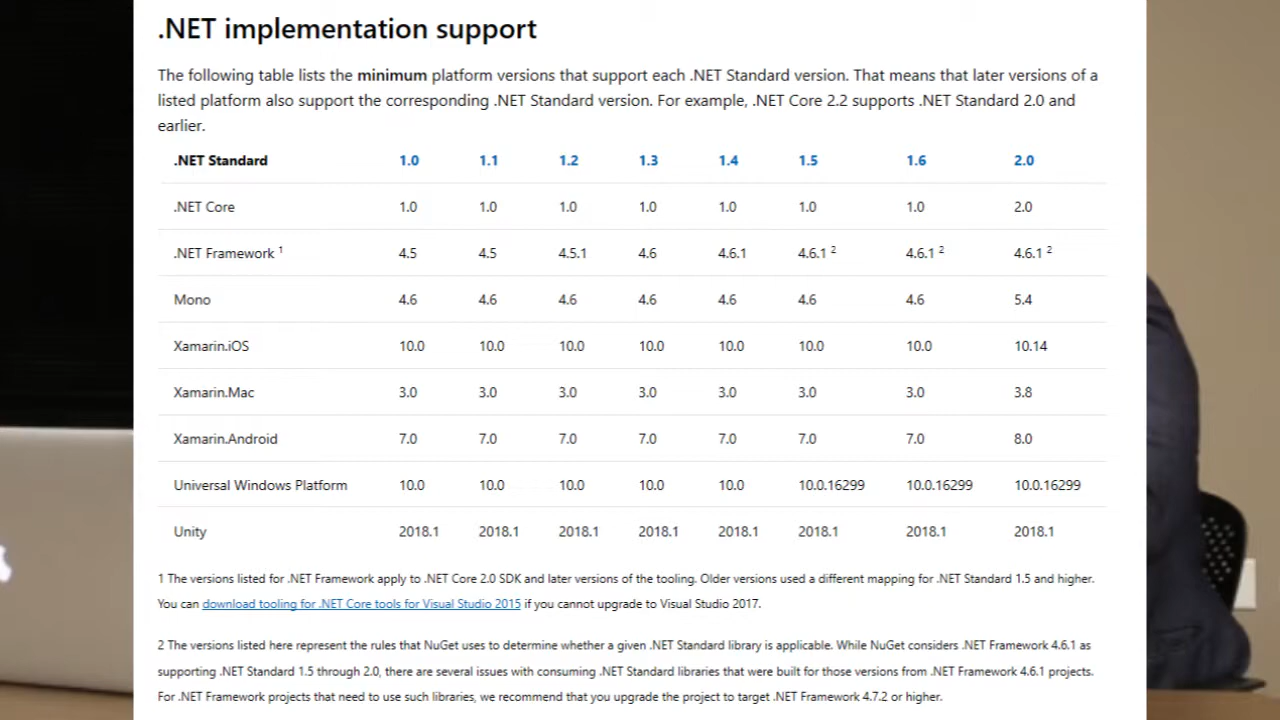 .NET implementation support
The following table lists the minimum platform versions that support each .NET Standard version. That means that later versions of a
listed platform also support the corresponding .NET Standard version. For example, .NET Core 2.2 supports .NET Standard 2.0 and
earlier.
.NET Standard 1.0 1.1 1.2 1.3 1.4 1.5 1.6 2.0
.NET Core 1.0 1.0 1.0 1.0 1.0 1.0 1.0 2.0
.NET Framework 1 4.5 4.5 4.5.1 4.6 4.6.1 4.6.1 2 4.6.1 2 4.6.1 2
Mono 4.6 4.6 4.6 4.6 4.6 4.6 4.6 5.4
Xamarin.iOS 10.0 10.0 10.0 10.0 10.0 10.0 10.0 10.14
Xamarin.Mac 3.0 3.0 3.0 3.0 3.0 3.0 3.0 3.8
Xamarin.Android 7.0 7.0 7.0 7.0 7.0 7.0 7.0 8.0
Universal Windows Platform 10.0 10.0 10.0 10.0 10.0 10.0.16299 10.0.16299 10.0.16299
Unity 2018.1 2018.1 2018.1 2018.1 2018.1 2018.1 2018.1 2018.1
1 The versions listed for .NET Framework apply to .NET Core 2.0 SDK and later versions of the tooling. Older versions used a different mapping for .NET Standard 1.5 and higher.
You can download tooling for .NET Core tools for Visual Studio 2015 if you cannot upgrade to Visual Studio 2017.
2 The versions listed here represent the rules that NuGet uses to determine whether a given .NET Standard library is applicable. While NuGet considers .NET Framework 4.6.1 as
supporting .NET Standard 1.5 through 2.0, there are several issues with consuming .NET Standard libraries that were built for those versions from .NET Framework 4.6.1 projects.
For .NET Framework projects that need to use such libraries, we recommend that you upgrade the project to target .NET Framework 4.7.2 or higher.